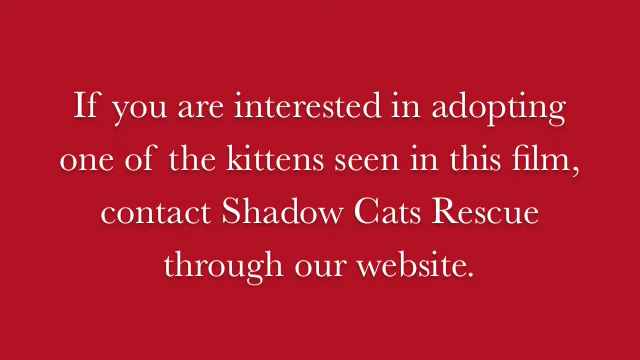 If you are interested in adopting
one of the kittens seen in this film,
contact Shadow Cats Rescue
through our website.